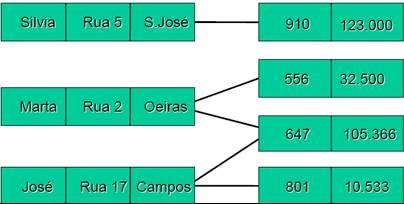 Silvia Rua 5 S.José 910 123.000
556 32.500
Marta Rua 2 Oeiras
647 105.366
José Rua 17 Campos 801 10.533